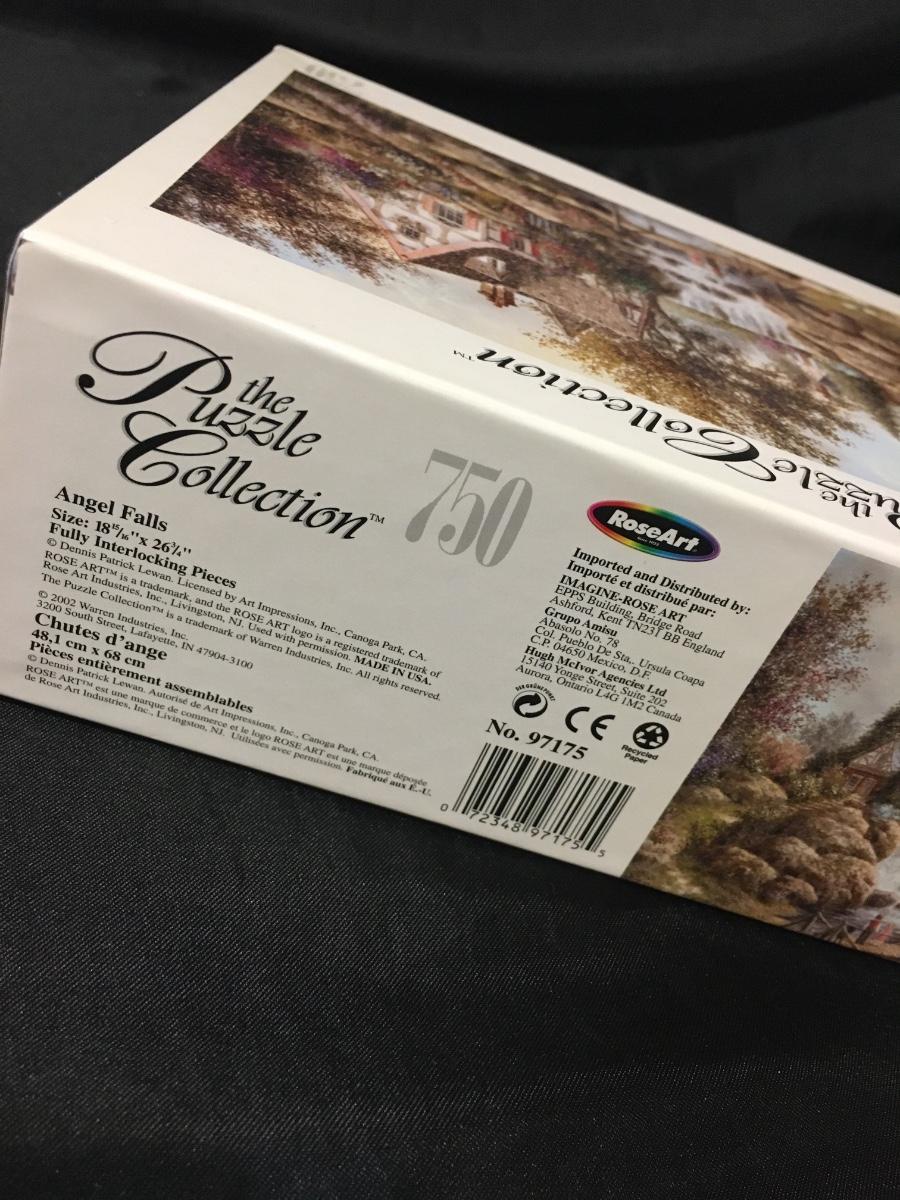 the
Puzzle
Collection™
750
Angel Falls
Size: 18¹⁵/₁₆" x 26¾"
Fully Interlocking Pieces
© Dennis Patrick Lewan. Licensed by Art Impressions, Inc., Canoga Park, CA.
ROSE ART™ is a trademark, and the ROSE ART logo is a registered trademark of
Rose Art Industries, Inc., Livingston, NJ. Used with permission. MADE IN USA.
The Puzzle Collection™ is a trademark of Warren Industries, Inc. All rights reserved.
© 2002 Warren Industries, Inc.
3200 South Street, Lafayette, IN 47904-3100
Chutes d'ange
48.1 cm x 68 cm
Pièces entièrement assemblables
© Dennis Patrick Lewan. Autorisé de Art Impressions, Inc., Canoga Park, CA.
ROSE ART™ est une marque de commerce et le logo ROSE ART est une marque déposée
de Rose Art Industries, Inc., Livingston, NJ. Utilisées avec permission. Fabriqué aux É.-U.
RoseArt
Imported and Distributed by:
Importé et distribué par:
IMAGINE-ROSE ART
EPPS Building, Bridge Road
Ashford, Kent TN231 BB England
Grupo Amisu
Abasolo No. 78
Col. Pueblo De Sta., Ursula Coapa
C.P. 04650 Mexico, D.F.
Hugh McIvor Agencies Ltd
15140 Yonge Street, Suite 202
Aurora, Ontario L4G 1M2 Canada
DER GRÜNE PUNKT
CE
Recycled
Paper
No. 97175
0 72348 97175 5
the
Puzzle
Collection™